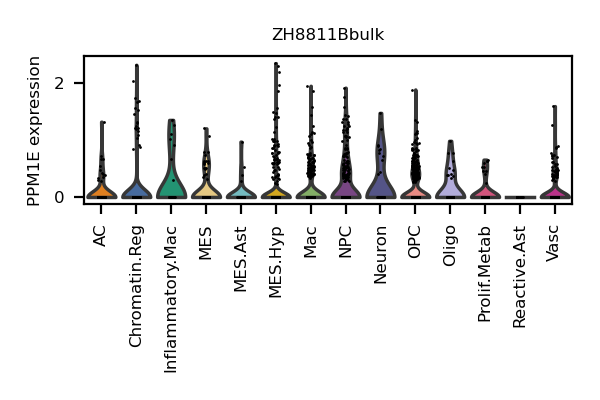 ZH8811Bbulk
PPM1E expression
2
0
AC
Chromatin.Reg
Inflammatory.Mac
MES
MES.Ast
MES.Hyp
Mac
NPC
Neuron
OPC
Oligo
Prolif.Metab
Reactive.Ast
Vasc